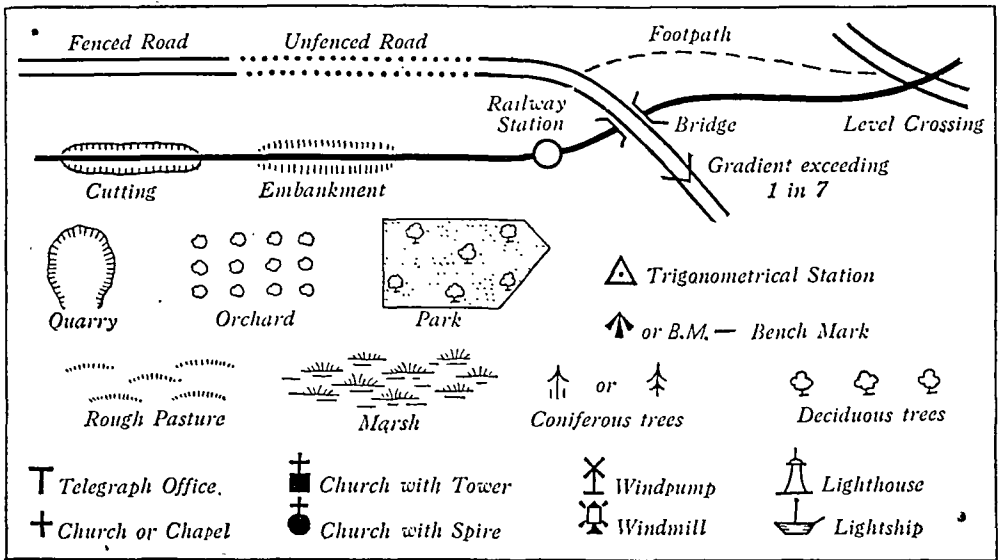 Fenced Road
Unfenced Road
Footpath
Railway
Station
Bridge
Level Crossing
Cutting
Embankment
Gradient exceeding
1 in 7
Quarry
Orchard
Park
Trigonometrical Station
or B.M. — Bench Mark
Rough Pasture
Marsh
or
Coniferous trees
Deciduous trees
Telegraph Office.
Church with Tower
Windpump
Lighthouse
Church or Chapel
Church with Spire
Windmill
Lightship